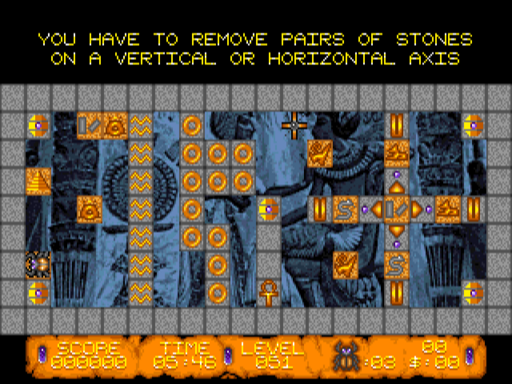 YOU HAVE TO REMOVE PAIRS OF STONES
ON A VERTICAL OR HORIZONTAL AXIS
SCORE TIME LEVEL 00
000000 05:46 051 :03 $:00